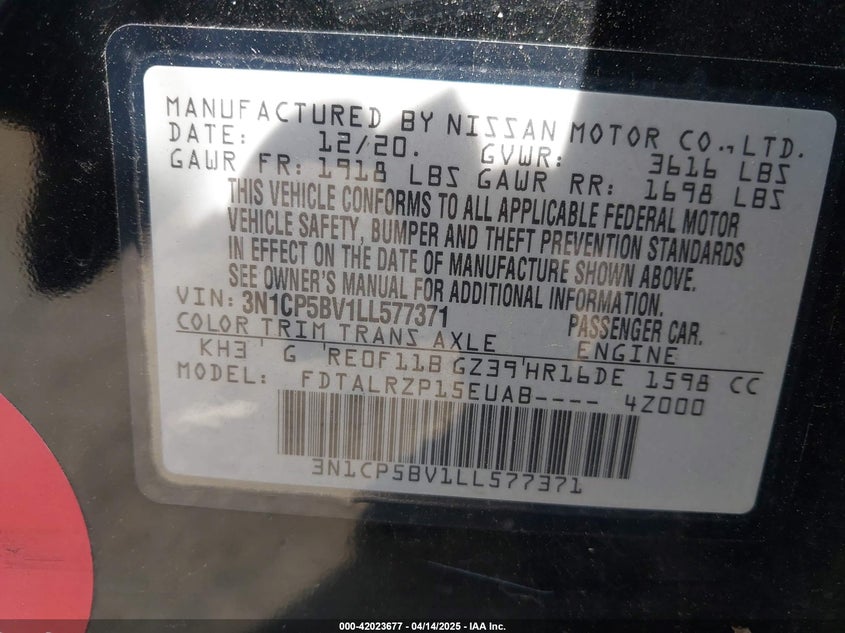 MANUFACTURED BY NISSAN MOTOR CO., LTD.
DATE: 12/20. GVWR: 3616 LBS
GAWR FR: 1918 LBS GAWR RR: 1698 LBS
THIS VEHICLE CONFORMS TO ALL APPLICABLE FEDERAL MOTOR
VEHICLE SAFETY, BUMPER AND THEFT PREVENTION STANDARDS
IN EFFECT ON THE DATE OF MANUFACTURE SHOWN ABOVE.
SEE OWNER'S MANUAL FOR ADDITIONAL INFORMATION.
VIN: 3N1CP5BV1LL577371 PASSENGER CAR.
COLOR TRIM TRANS AXLE ENGINE
KH3 ' G 'RE0F11B GZ39'HR16DE 1598 CC
MODEL: FDTALRZP15EUAB---- 4Z000
3N1CP5BV1LL577371
000-42023677 - 04/14/2025 - IAA Inc.